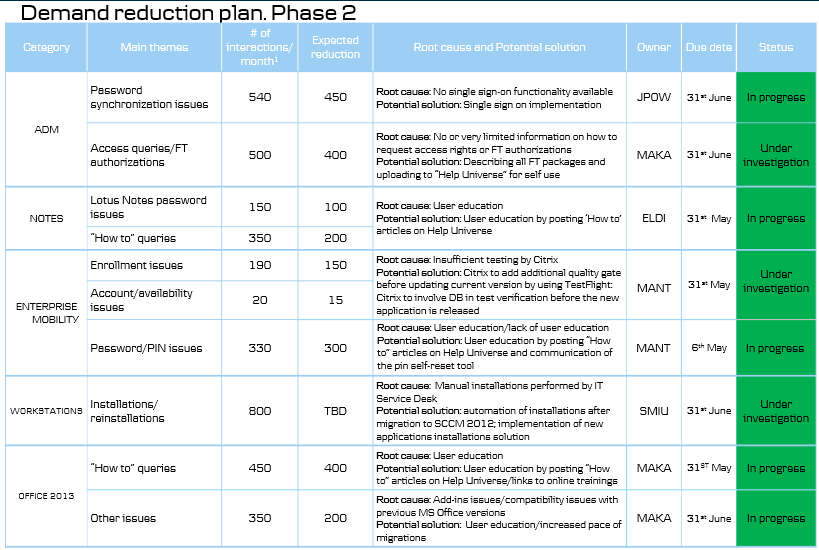 Demand reduction plan. Phase 2
Category
Main themes
# of
interactions/
month¹
Expected
reduction
Root cause and Potential solution
Owner
Due date
Status
ADM
Password
synchronization issues
540
450
Root cause: No single sign-on functionality available
Potential solution: Single sign on implementation
JPOW
31st June
In progress
Access queries/FT
authorizations
500
400
Root cause: No or very limited information on how to
request access rights or FT authorizations
Potential solution: Describing all FT packages and
uploading to "Help Universe" for self use
MAKA
31st June
Under
investigation
NOTES
Lotus Notes password
issues
150
100
Root cause: User education
Potential solution: User education by posting 'How to'
articles on Help Universe
ELDI
31st May
In progress
"How to" queries
350
200
ENTERPRISE
MOBILITY
Enrollment issues
190
150
Root cause: Insufficient testing by Citrix
Potential solution: Citrix to add additional quality gate
before updating current version by using TestFlight:
Citrix to involve DB in test verification before the new
application is released
MANT
31st May
Under
investigation
Account/availability
issues
20
15
Password/PIN issues
330
300
Root cause: User education/lack of user education
Potential solution: User education by posting "How
to" articles on Help Universe and communication of
the pin self-reset tool
MANT
6th May
In progress
WORKSTATIONS
Installations/
reinstallations
800
TBD
Root cause: Manual installations performed by IT
Service Desk
Potential solution: automation of installations after
migration to SCCM 2012; implementation of new
applications installations solution
SMIU
31st June
Under
investigation
OFFICE 2013
"How to" queries
450
400
Root cause: User education
Potential solution: User education by posting "How
to" articles on Help Universe/links to online trainings
MAKA
31ST May
In progress
Other issues
350
200
Root cause: Add-ins issues/compatibility issues with
previous MS Office versions
Potential solution: User education/increased pace of
migrations
MAKA
31st June
In progress